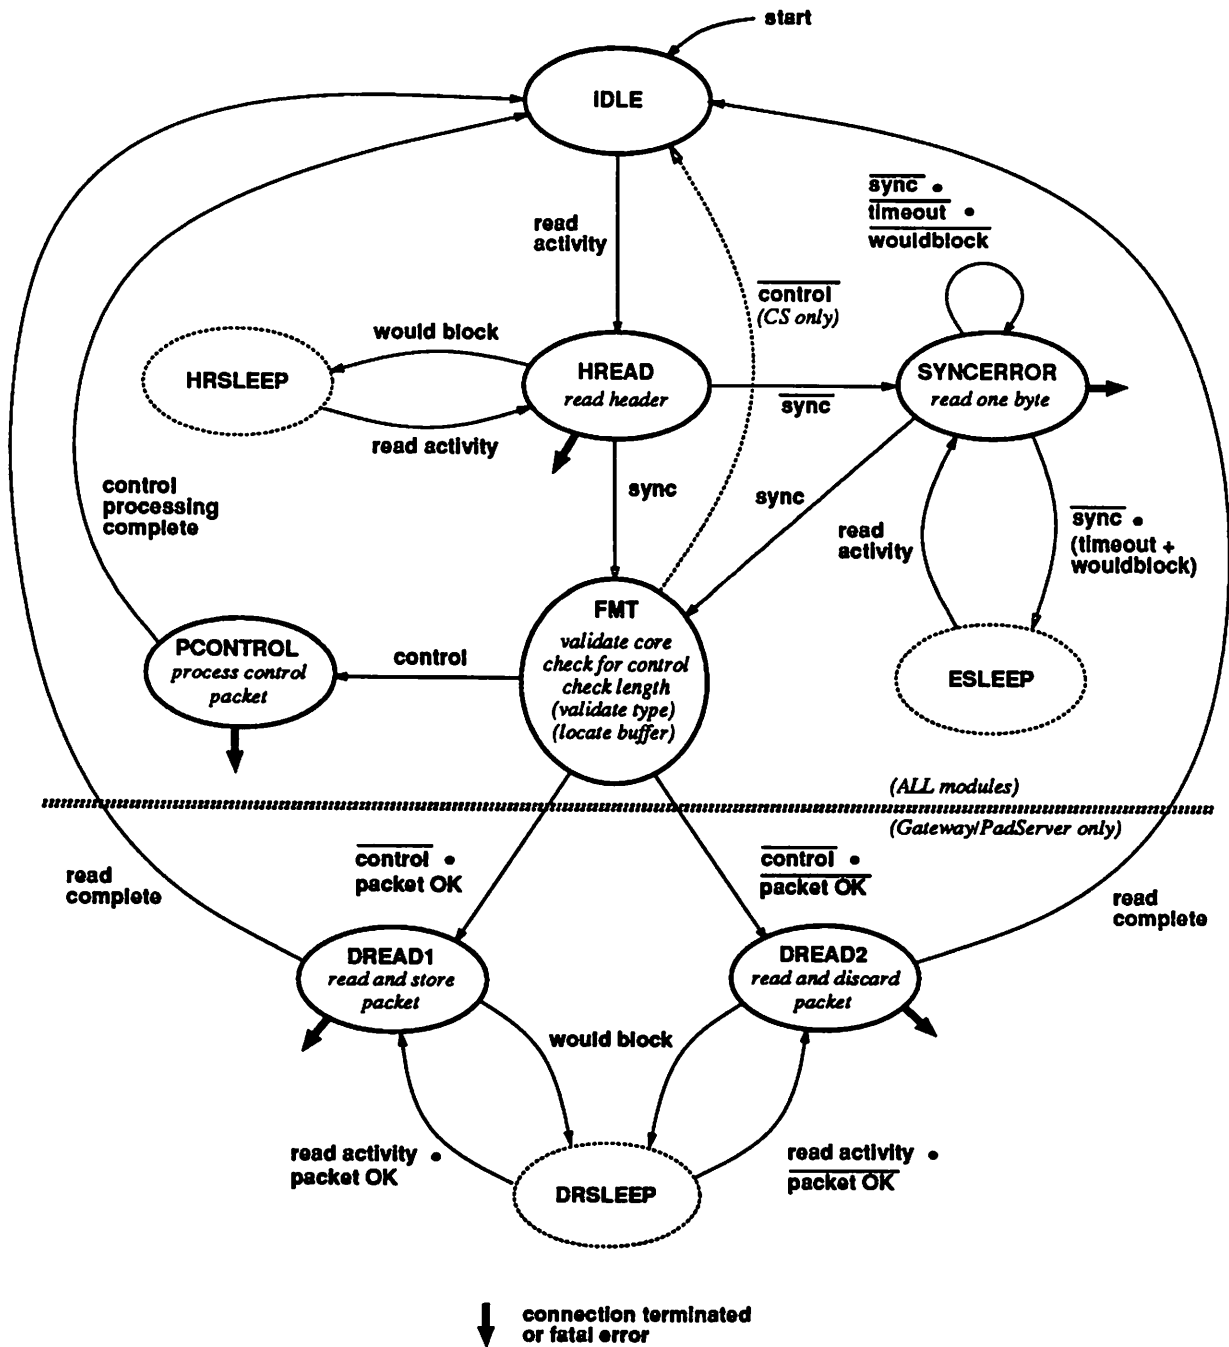 start
IDLE
sync •
timeout •
wouldblock
read
activity
control
(CS only)
would block
HRSLEEP
HREAD
read header
SYNCERROR
read one byte
sync
read activity
control
processing
complete
sync
sync
read
activity
sync •
(timeout +
wouldblock)
FMT
validate core
check for control
check length
(validate type)
(locate buffer)
PCONTROL
process control
packet
control
ESLEEP
(ALL modules)
(Gateway/PadServer only)
control •
packet OK
control •
packet OK
read
complete
read
complete
DREAD1
read and store
packet
DREAD2
read and discard
packet
would block
read activity •
packet OK
read activity •
packet OK
DRSLEEP
connection terminated
or fatal error